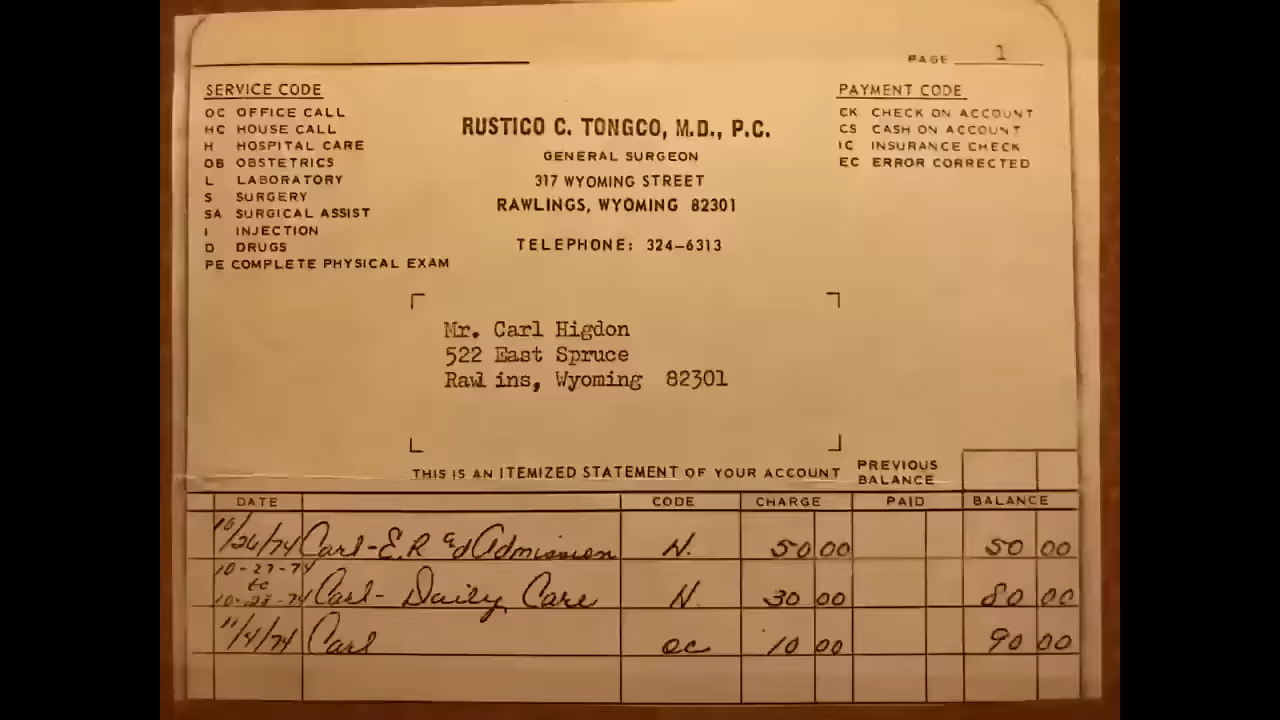 PAGE 1
SERVICE CODE
OC OFFICE CALL
HC HOUSE CALL
H HOSPITAL CARE
OB OBSTETRICS
L LABORATORY
S SURGERY
SA SURGICAL ASSIST
I INJECTION
D DRUGS
PE COMPLETE PHYSICAL EXAM
RUSTICO C. TONGCO, M.D., P.C.
GENERAL SURGEON
317 WYOMING STREET
RAWLINGS, WYOMING 82301
TELEPHONE: 324-6313
PAYMENT CODE
CK CHECK ON ACCOUNT
CS CASH ON ACCOUNT
IC INSURANCE CHECK
EC ERROR CORRECTED
Mr. Carl Higdon
522 East Spruce
Rawlins, Wyoming 82301
THIS IS AN ITEMIZED STATEMENT OF YOUR ACCOUNT
PREVIOUS
BALANCE
DATE CODE CHARGE PAID BALANCE
10/26/74 Carl-E.R &d Admission H. 50 00 50 00
10-27-74
to
10-28-74 Carl- Daily Care H 30 00 80 00
11/4/74 Carl OC 10 00 90 00